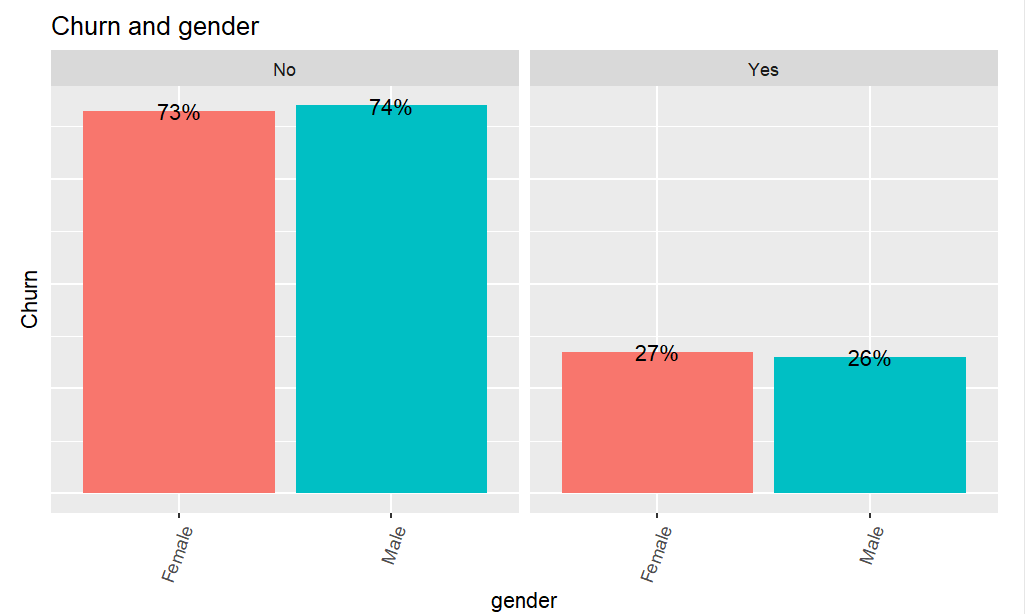 Churn and gender
No
Yes
73%
74%
27%
26%
Churn
Female
Male
Female
Male
gender